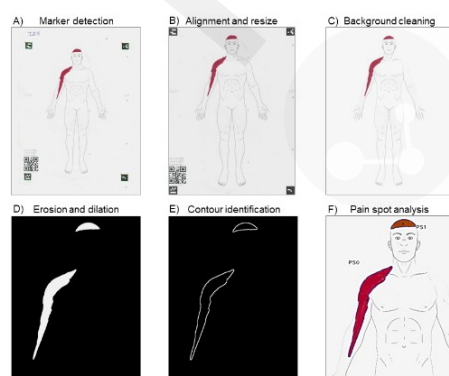 A) Marker detection
B) Alignment and resize
C) Background cleaning
D) Erosion and dilation
E) Contour identification
F) Pain spot analysis
PS1
PS0